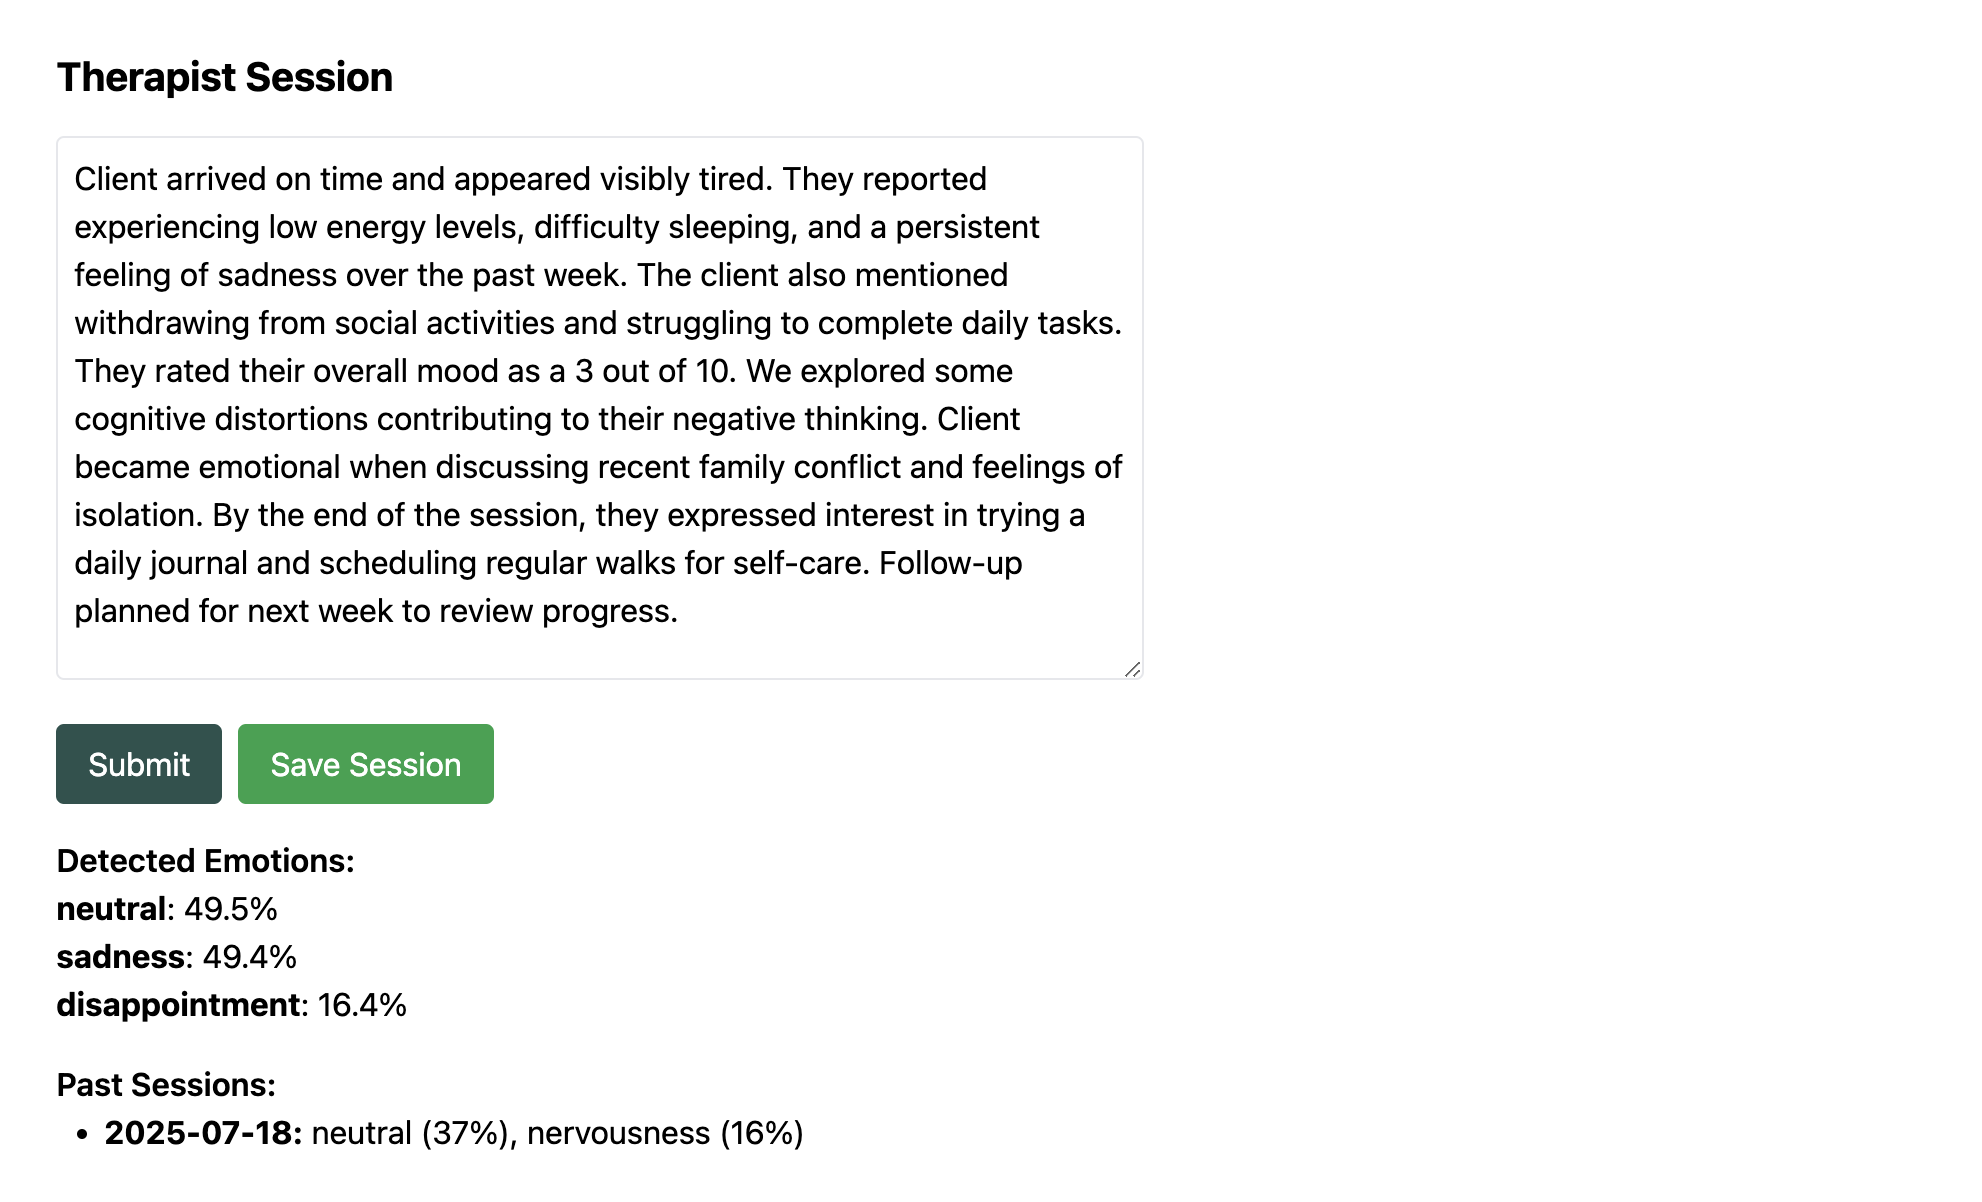 Therapist Session
Client arrived on time and appeared visibly tired. They reported
experiencing low energy levels, difficulty sleeping, and a persistent
feeling of sadness over the past week. The client also mentioned
withdrawing from social activities and struggling to complete daily tasks.
They rated their overall mood as a 3 out of 10. We explored some
cognitive distortions contributing to their negative thinking. Client
became emotional when discussing recent family conflict and feelings of
isolation. By the end of the session, they expressed interest in trying a
daily journal and scheduling regular walks for self-care. Follow-up
planned for next week to review progress.
Submit Save Session
Detected Emotions:
neutral: 49.5%
sadness: 49.4%
disappointment: 16.4%
Past Sessions:
• 2025-07-18: neutral (37%), nervousness (16%)